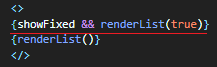 <>
{showFixed && renderList(true)}
{renderList()}
</>